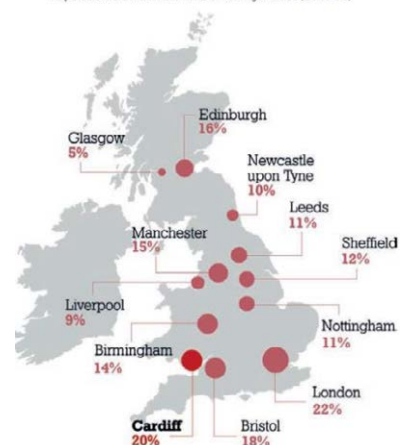 Edinburgh
16%
Glasgow
5%
Newcastle
upon Tyne
10%
Leeds
11%
Manchester
15%
Sheffield
12%
Liverpool
9%
Nottingham
11%
Birmingham
14%
London
22%
Cardiff
20%
Bristol
18%